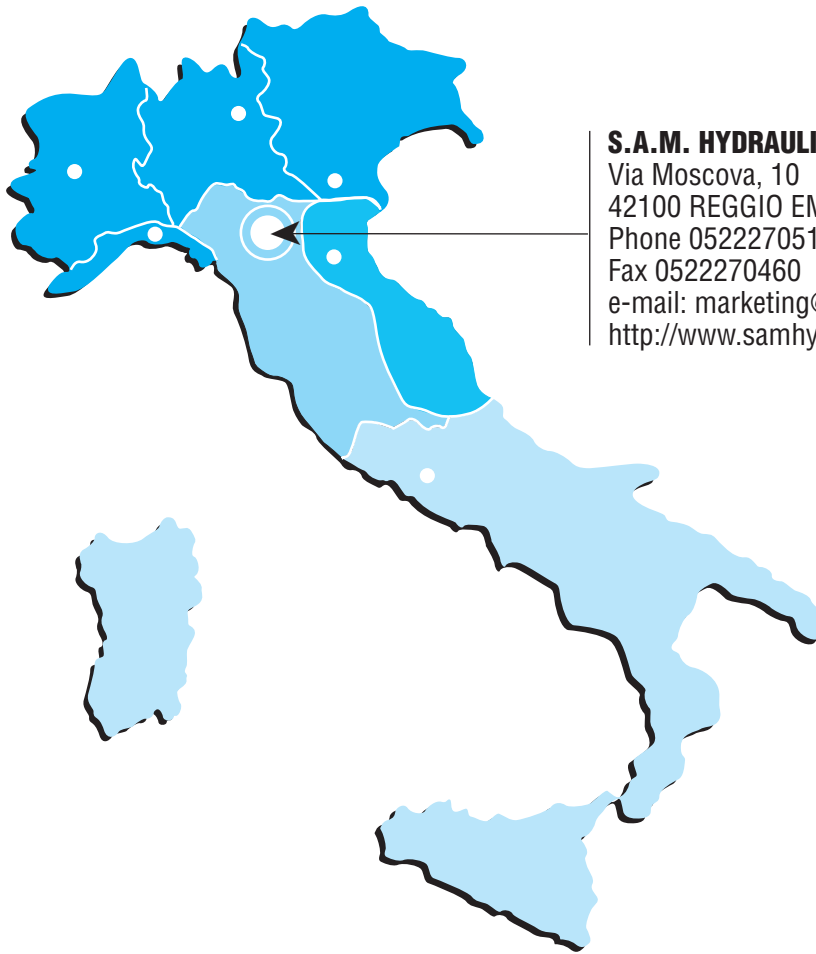 S.A.M. HYDRAULI
Via Moscova, 10
42100 REGGIO EM
Phone 052227051
Fax 0522270460
e-mail: marketing@
http://www.samhy